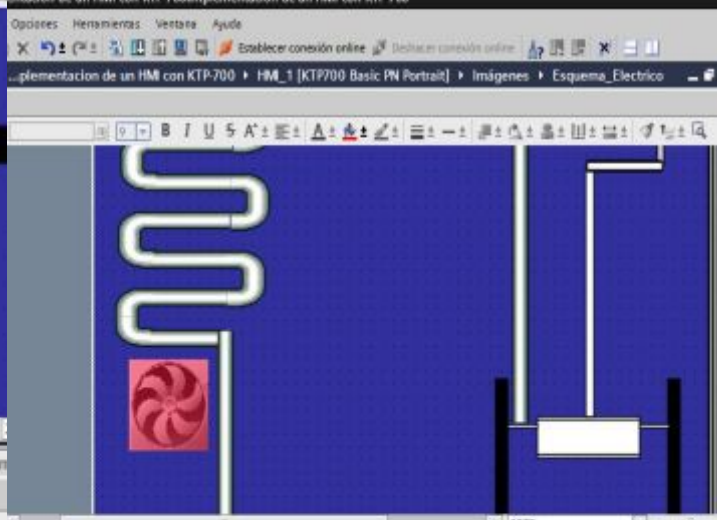 Opciones Herramientas Ventana Ayuda
Establecer conexión online Deshacer conexión online
...plementacion de un HMI con KTP-700 ▸ HMI_1 [KTP700 Basic PN Portrait] ▸ Imágenes ▸ Esquema_Electrico
9 B I U S A